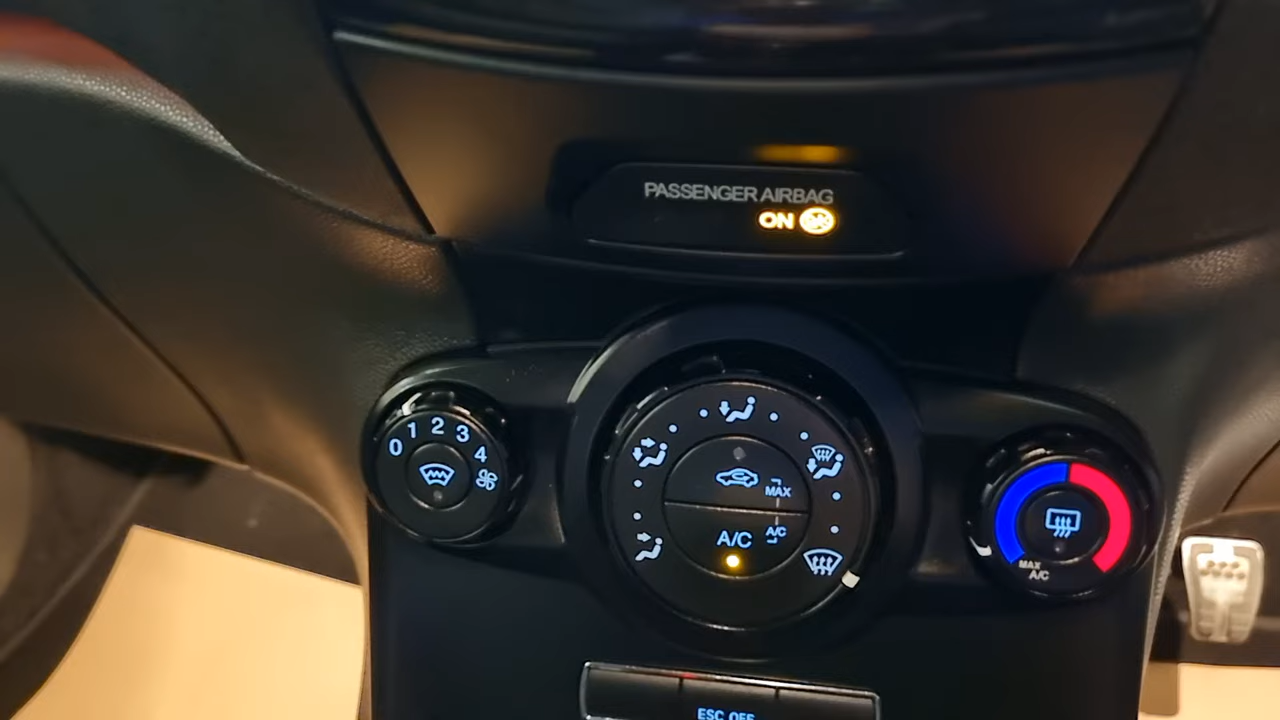 PASSENGER AIRBAG
ON
0 1 2 3 4
MAX
A/C
A/C
MAX
A/C
ESC OFF